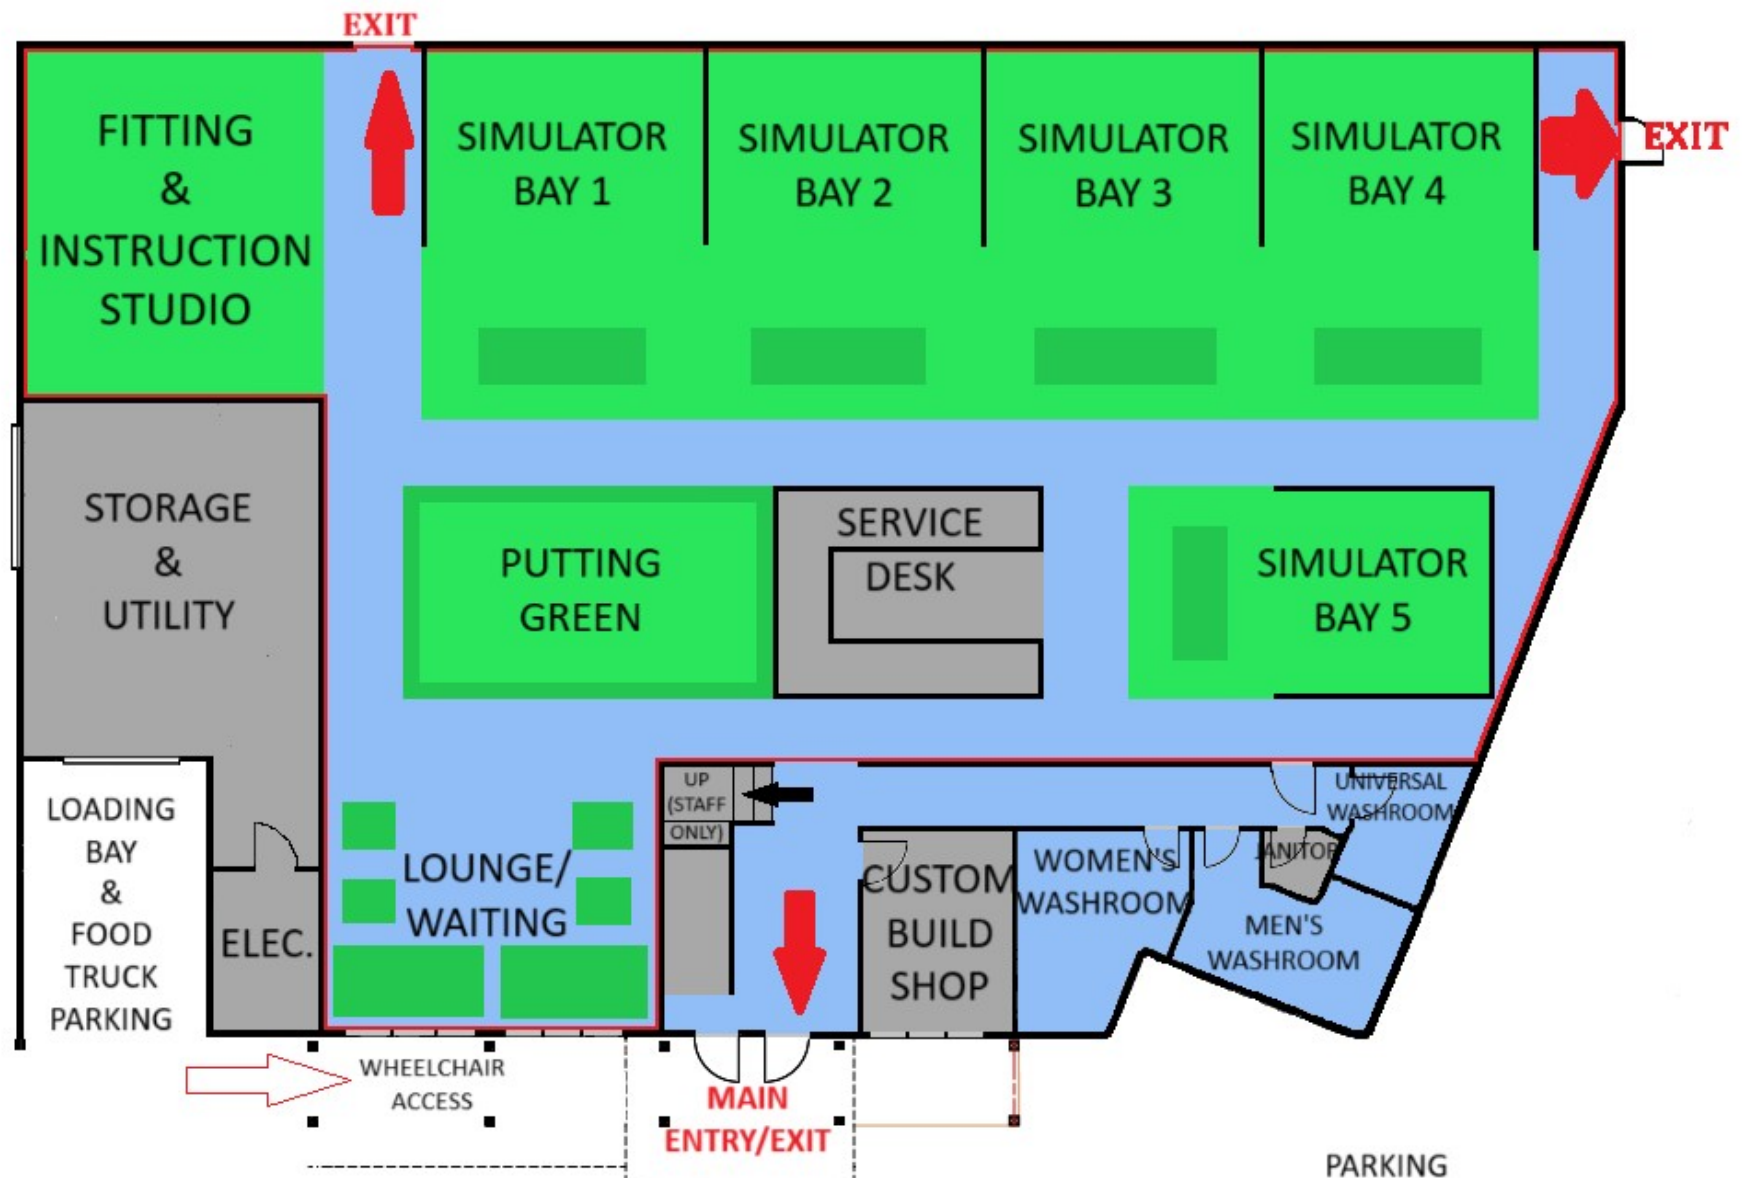 EXIT
FITTING
&
INSTRUCTION
STUDIO
SIMULATOR
BAY 1
SIMULATOR
BAY 2
SIMULATOR
BAY 3
SIMULATOR
BAY 4
EXIT
STORAGE
&
UTILITY
PUTTING
GREEN
SERVICE
DESK
SIMULATOR
BAY 5
LOADING
BAY
&
FOOD
TRUCK
PARKING
ELEC.
LOUNGE/
WAITING
UP
(STAFF
ONLY)
CUSTOM
BUILD
SHOP
WOMEN'S
WASHROOM
JANITOR
MEN'S
WASHROOM
UNIVERSAL
WASHROOM
WHEELCHAIR
ACCESS
MAIN
ENTRY/EXIT
PARKING